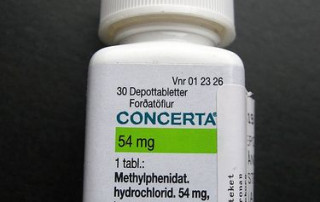 Vnr 01 23 26
30 Depottabletter
Forðatöflur
CONCERTA
54 mg
1 tabl.:
Methylphenidat.
hydrochlorid. 54 mg,